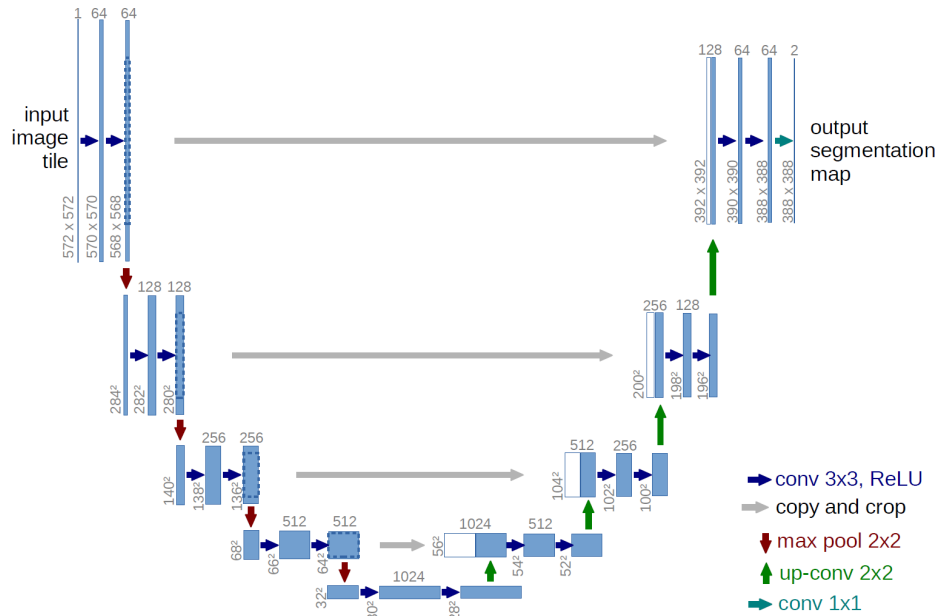 1 64 64
128 64 64 2
input
image
tile
output
segmentation
map
572 x 572
570 x 570
568 x 568
392 x 392
390 x 390
388 x 388
388 x 388
128 128
256 128
284²
282²
280²
200²
198²
196²
256 256
512 256
140²
138²
136²
104²
102²
100²
512 512
1024 512
68²
66²
64²
56²
54²
52²
1024
32²
30²
28²
conv 3x3, ReLU
copy and crop
max pool 2x2
up-conv 2x2
conv 1x1